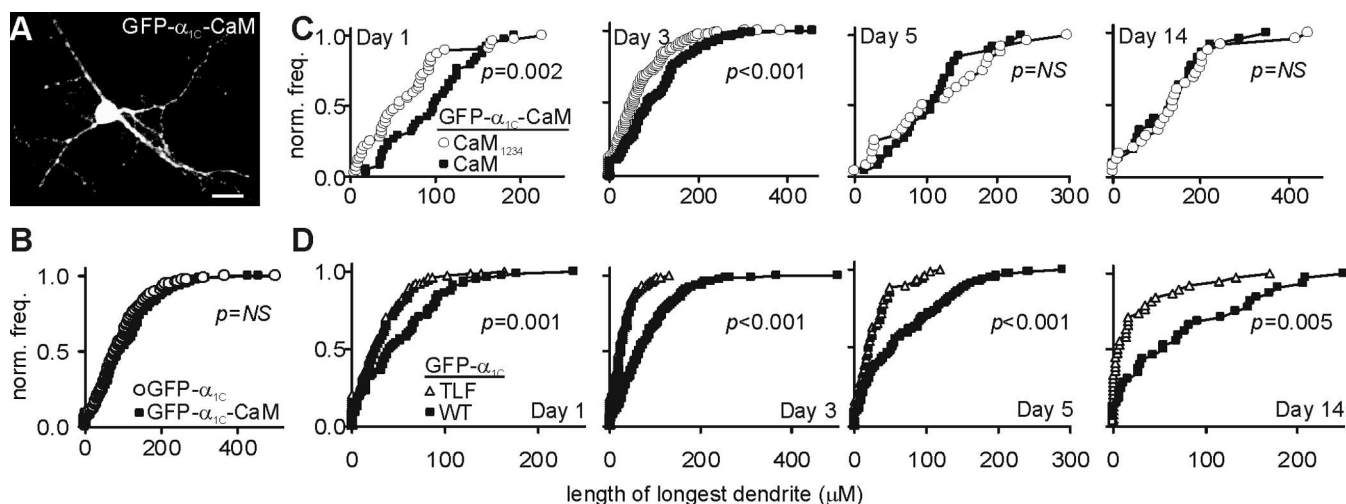 A
GFP-α1C-CaM
C
norm. freq.
1.0
0.5
0.0
Day 1
p=0.002
GFP-α1C-CaM
CaM1234
CaM
0 100 200
Day 3
p<0.001
0 200 400
Day 5
p=NS
0 100 200 300
Day 14
p=NS
0 200 400
B
norm. freq.
1.0
0.5
0.0
p=NS
GFP-α1C
GFP-α1C-CaM
0 200 400
D
1.0
0.5
0.0
p=0.001
GFP-α1C
TLF
WT
Day 1
0 100 200
p<0.001
Day 3
0 200 400
p<0.001
Day 5
0 100 200 300
p=0.005
Day 14
0 100 200
length of longest dendrite (μM)